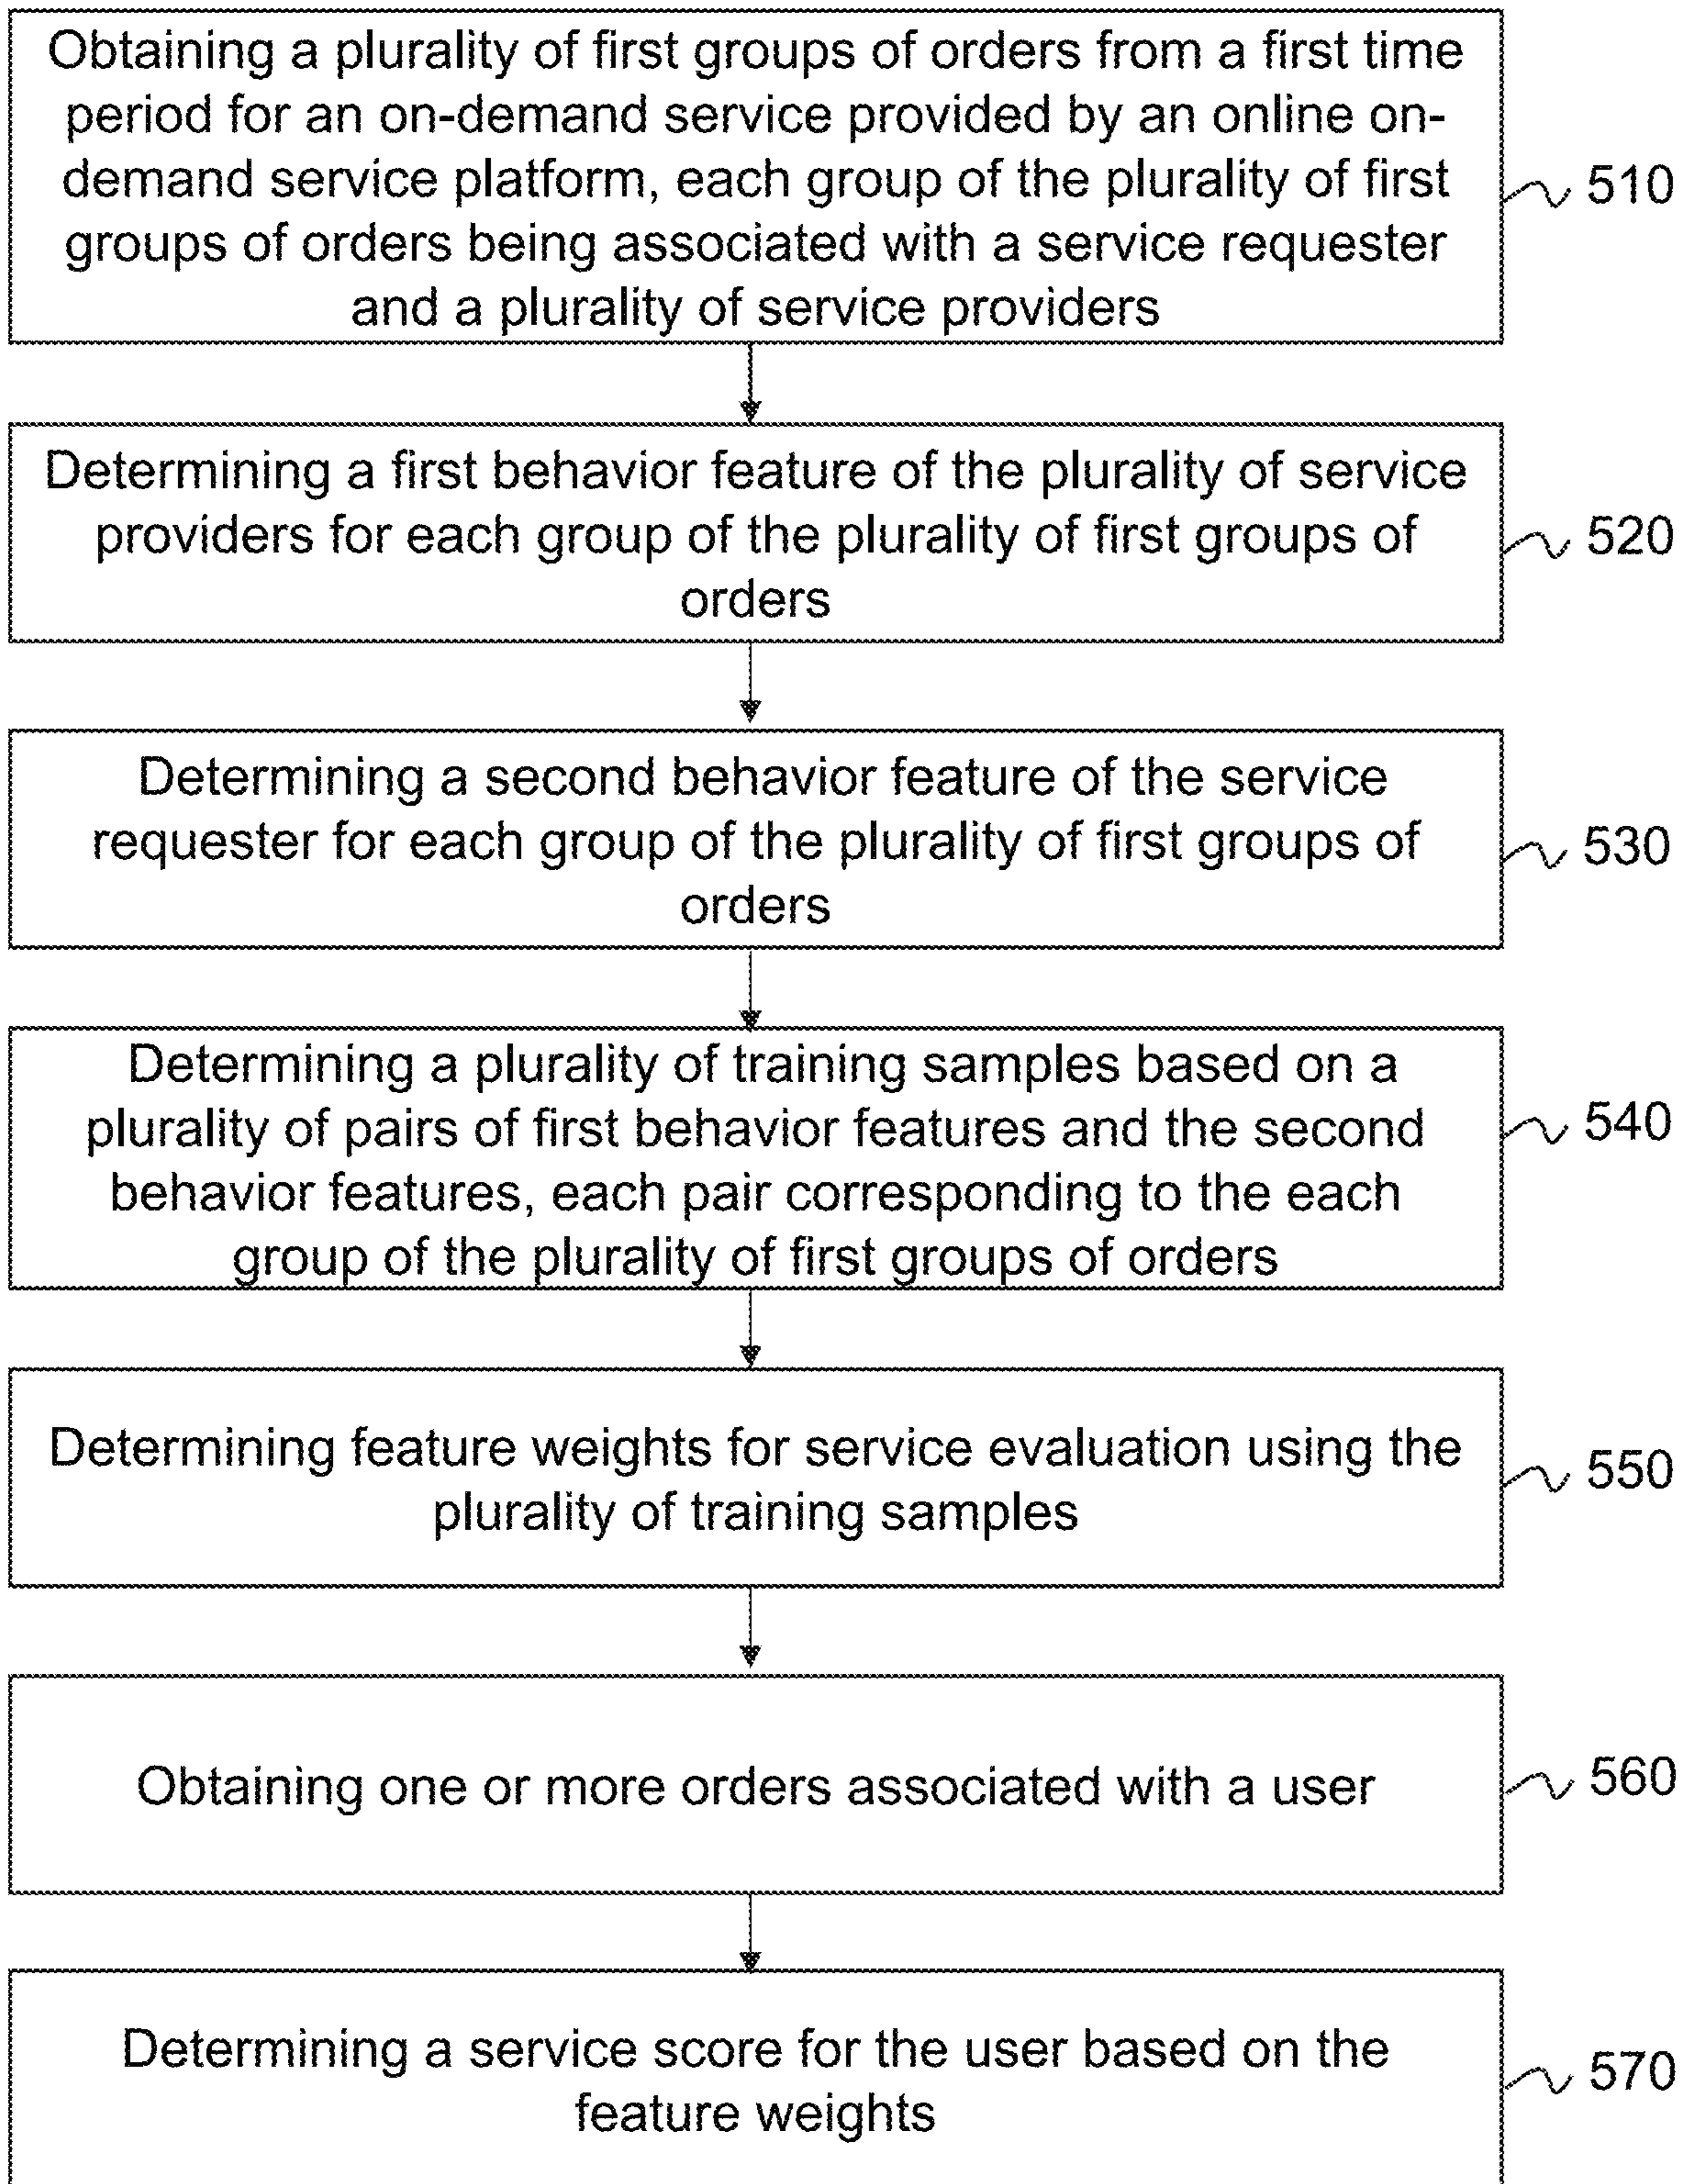 Obtaining a plurality of first groups of orders from a first time
period for an on-demand service provided by an online on-
demand service platform, each group of the plurality of first
groups of orders being associated with a service requester
and a plurality of service providers
510
Determining a first behavior feature of the plurality of service
providers for each group of the plurality of first groups of
orders
520
Determining a second behavior feature of the service
requester for each group of the plurality of first groups of
orders
530
Determining a plurality of training samples based on a
plurality of pairs of first behavior features and the second
behavior features, each pair corresponding to the each
group of the plurality of first groups of orders
540
Determining feature weights for service evaluation using the
plurality of training samples
550
Obtaining one or more orders associated with a user
560
Determining a service score for the user based on the
feature weights
570